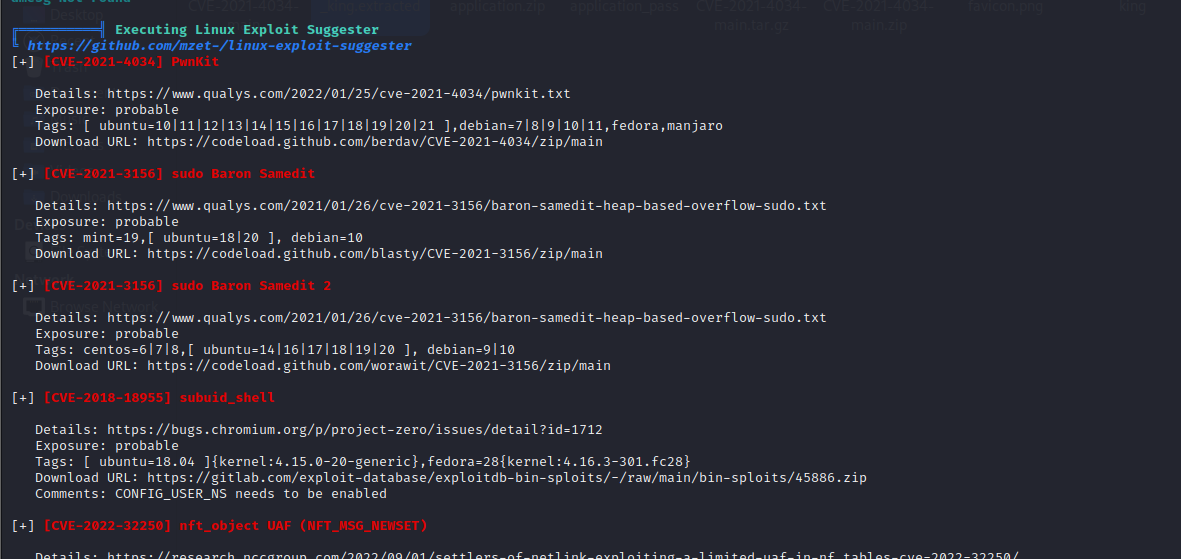 ╔══════════╣ Executing Linux Exploit Suggester
╚ https://github.com/mzet-/linux-exploit-suggester
[+] [CVE-2021-4034] PwnKit
Details: https://www.qualys.com/2022/01/25/cve-2021-4034/pwnkit.txt
Exposure: probable
Tags: [ ubuntu=10|11|12|13|14|15|16|17|18|19|20|21 ],debian=7|8|9|10|11,fedora,manjaro
Download URL: https://codeload.github.com/berdav/CVE-2021-4034/zip/main
[+] [CVE-2021-3156] sudo Baron Samedit
Details: https://www.qualys.com/2021/01/26/cve-2021-3156/baron-samedit-heap-based-overflow-sudo.txt
Exposure: probable
Tags: mint=19,[ ubuntu=18|20 ], debian=10
Download URL: https://codeload.github.com/blasty/CVE-2021-3156/zip/main
[+] [CVE-2021-3156] sudo Baron Samedit 2
Details: https://www.qualys.com/2021/01/26/cve-2021-3156/baron-samedit-heap-based-overflow-sudo.txt
Exposure: probable
Tags: centos=6|7|8,[ ubuntu=14|16|17|18|19|20 ], debian=9|10
Download URL: https://codeload.github.com/worawit/CVE-2021-3156/zip/main
[+] [CVE-2018-18955] subuid_shell
Details: https://bugs.chromium.org/p/project-zero/issues/detail?id=1712
Exposure: probable
Tags: [ ubuntu=18.04 ]{kernel:4.15.0-20-generic},fedora=28{kernel:4.16.3-301.fc28}
Download URL: https://gitlab.com/exploit-database/exploitdb-bin-sploits/-/raw/main/bin-sploits/45886.zip
Comments: CONFIG_USER_NS needs to be enabled
[+] [CVE-2022-32250] nft_object UAF (NFT_MSG_NEWSET)
Details: https://research.nccgroup.com/2022/09/01/settlers-of-netlink-exploiting-a-limited-uaf-in-nf_tables-cve-2022-32250/